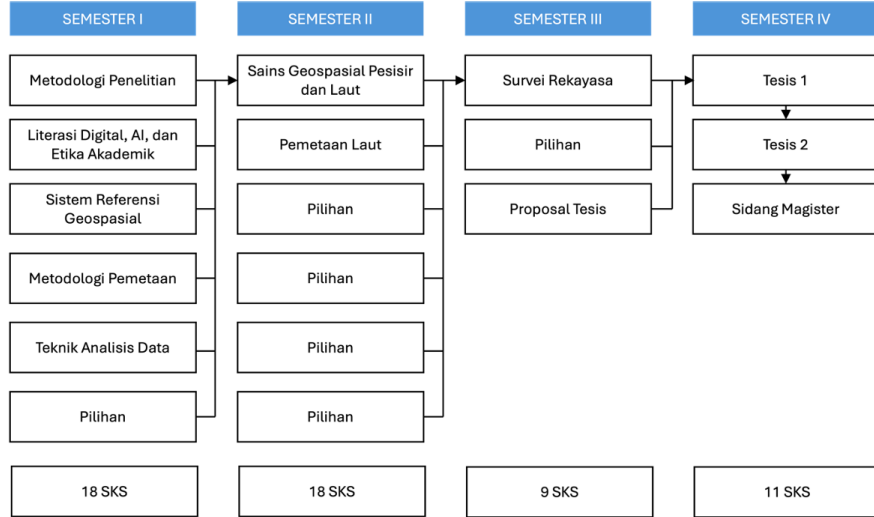 SEMESTER I
SEMESTER II
SEMESTER III
SEMESTER IV
Metodologi Penelitian
Sains Geospasial Pesisir
dan Laut
Survei Rekayasa
Tesis 1
Literasi Digital, AI, dan
Etika Akademik
Pemetaan Laut
Pilihan
Tesis 2
Sistem Referensi
Geospasial
Pilihan
Proposal Tesis
Sidang Magister
Metodologi Pemetaan
Pilihan
Teknik Analisis Data
Pilihan
Pilihan
Pilihan
18 SKS
18 SKS
9 SKS
11 SKS